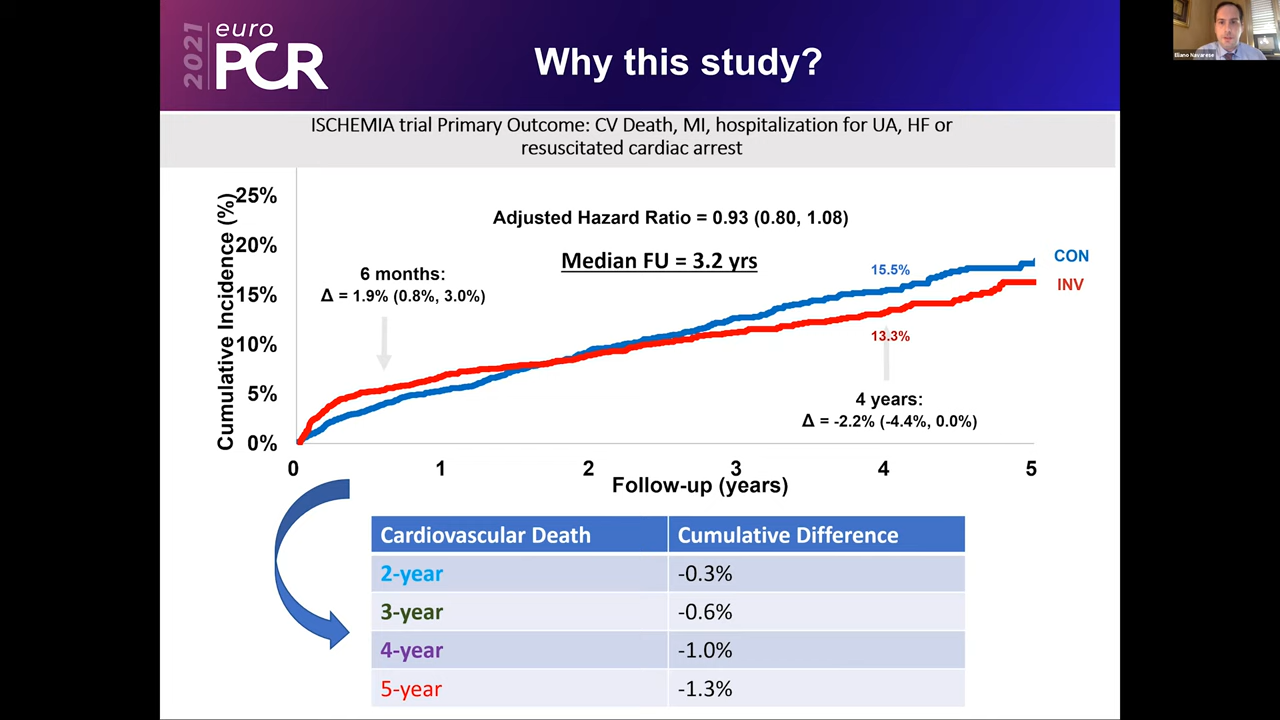 2021
euro
PCR
Why this study?
Eliano Navarese
ISCHEMIA trial Primary Outcome: CV Death, MI, hospitalization for UA, HF or
resuscitated cardiac arrest
Cumulative Incidence (%)
25%
20%
15%
10%
5%
0%
Adjusted Hazard Ratio = 0.93 (0.80, 1.08)
Median FU = 3.2 yrs
6 months:
Δ = 1.9% (0.8%, 3.0%)
15.5%
CON
INV
13.3%
4 years:
Δ = -2.2% (-4.4%, 0.0%)
0 1 2 3 4 5
Follow-up (years)
Cardiovascular Death Cumulative Difference
2-year -0.3%
3-year -0.6%
4-year -1.0%
5-year -1.3%